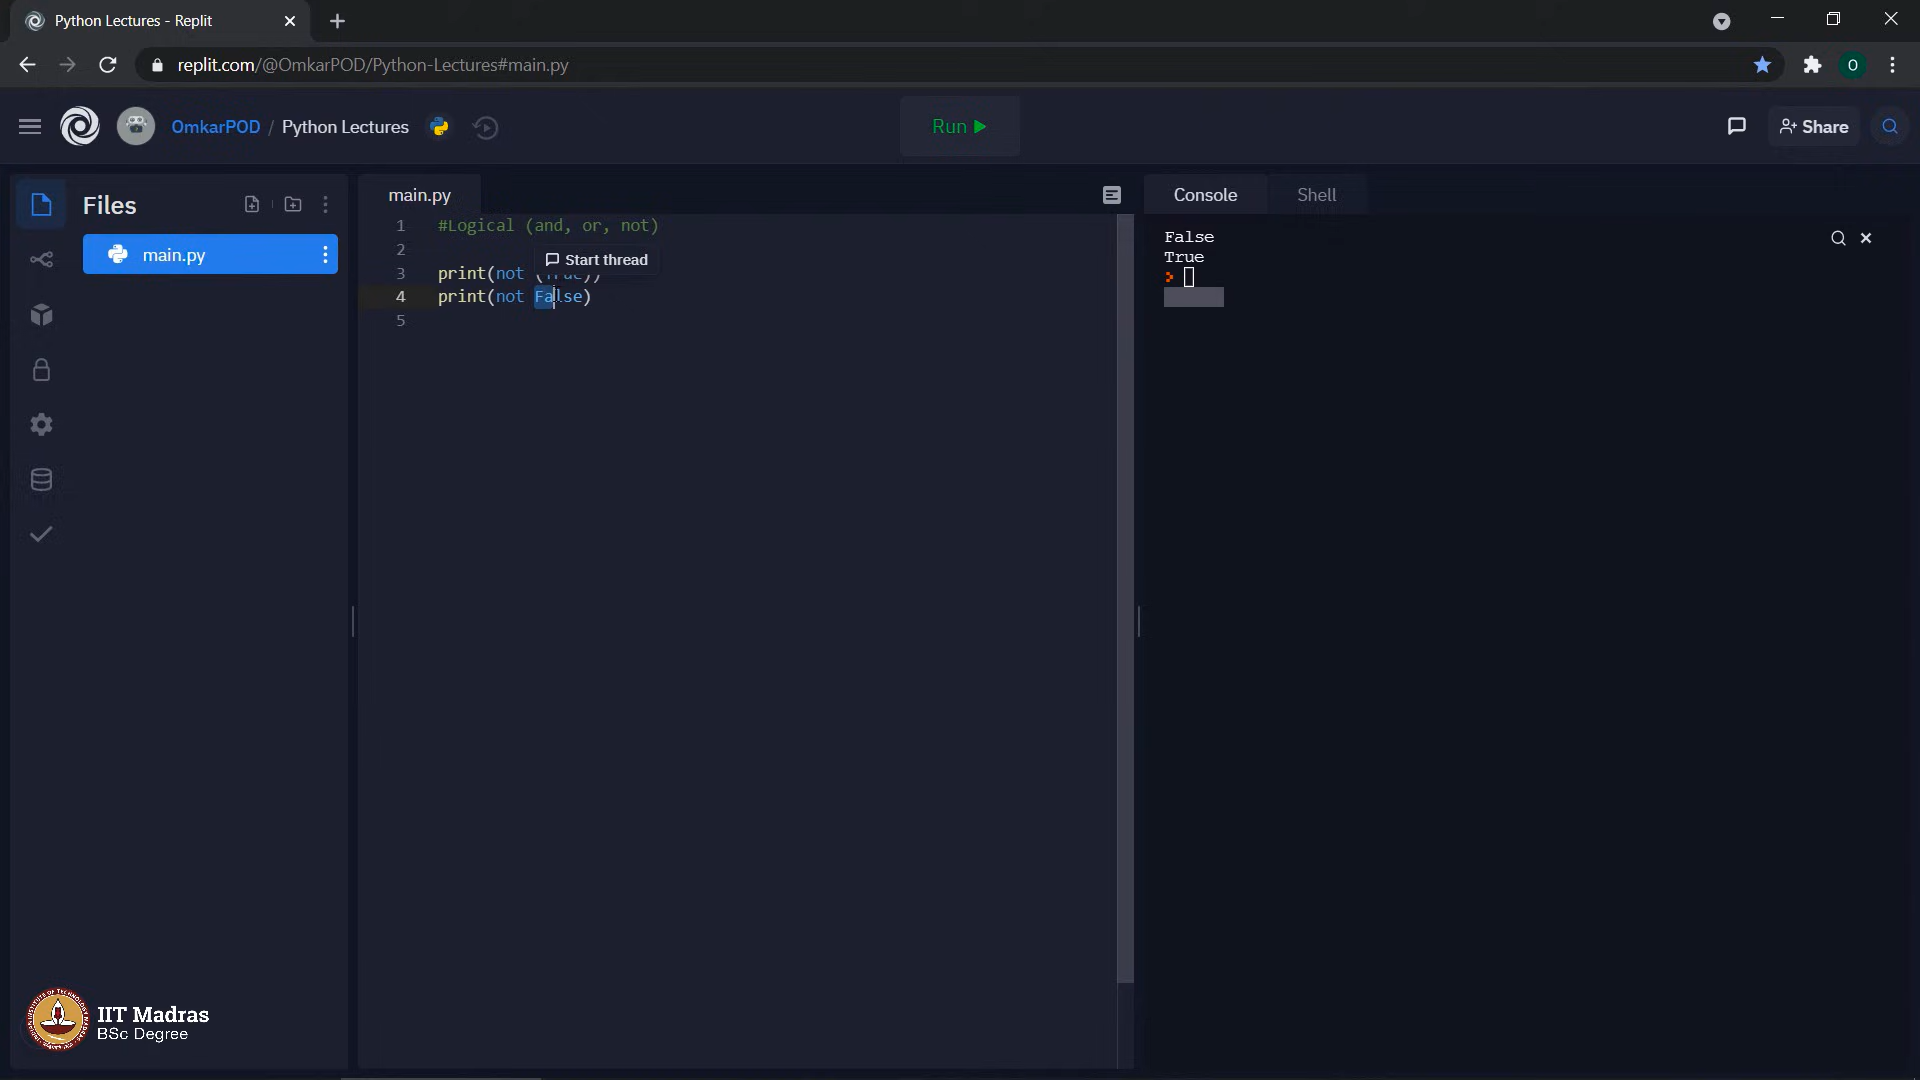 Python Lectures - Replit
replit.com/@OmkarPOD/Python-Lectures#main.py
O
OmkarPOD / Python Lectures
Run
Share
Files
main.py
main.py
1 #Logical (and, or, not)
2
Start thread
3 print(not (True))
4 print(not False)
5
Console
Shell
False
True
>
IIT Madras
BSc Degree